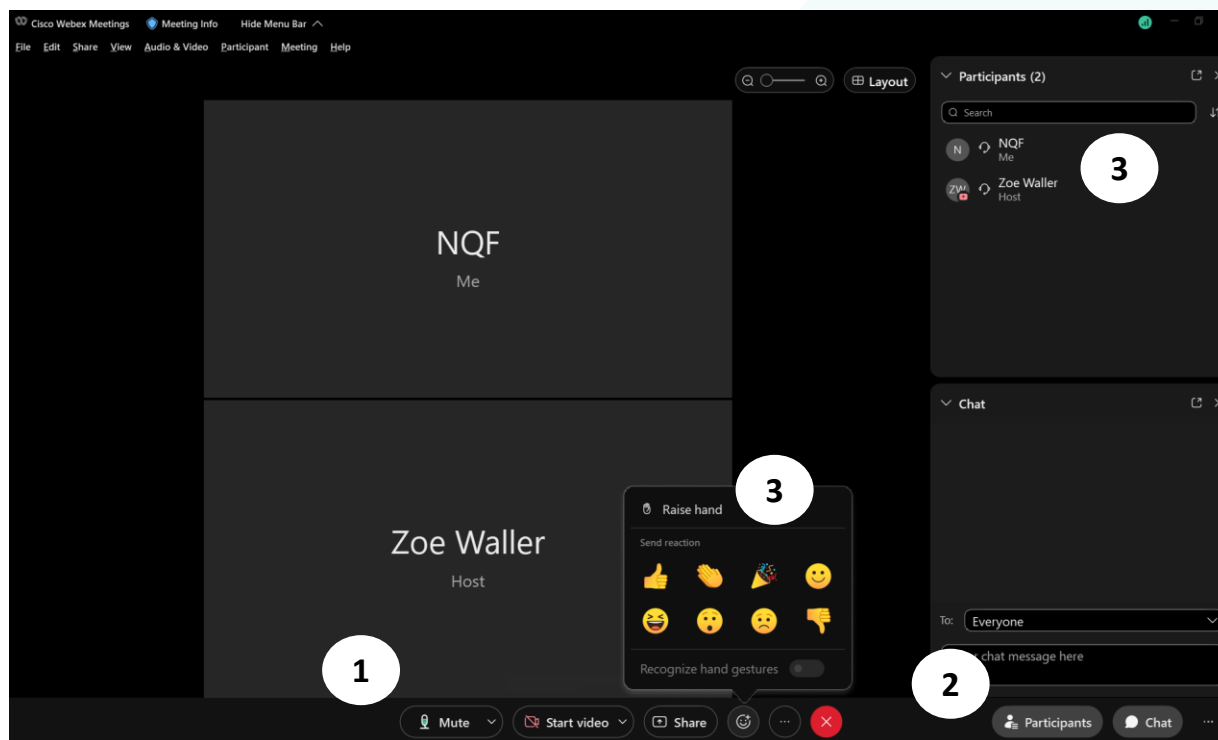 Cisco Webex Meetings Meeting Info Hide Menu Bar
File Edit Share View Audio & Video Participant Meeting Help
Layout
NQF
Me
Zoe Waller
Host
3
Raise hand
Send reaction
Recognize hand gestures
1
Mute
Start video
Share
Participants (2)
Search
N
NQF
Me
3
ZW
Zoe Waller
Host
Chat
To: Everyone
chat message here
2
Participants
Chat